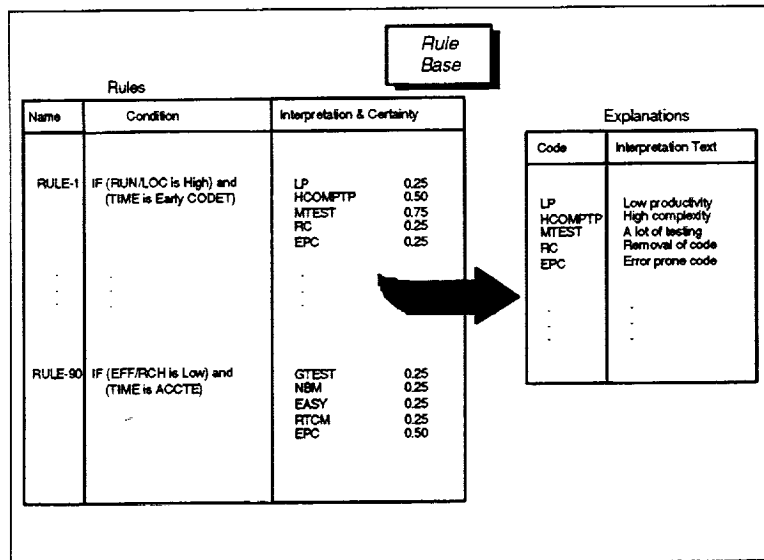 Rule
Base
Rules
Name Condition Interpretation & Certainty
RULE-1 IF (RUN/LOC is High) and
(TIME is Early CODET)
LP 0.25
HCOMPTP 0.50
MTEST 0.75
RC 0.25
EPC 0.25
RULE-90 IF (EFF/RCH is Low) and
(TIME is ACCTE)
GTEST 0.25
NBM 0.25
EASY 0.25
RTCM 0.25
EPC 0.50
Explanations
Code Interpretation Text
LP Low productivity
HCOMPTP High complexity
MTEST A lot of testing
RC Removal of code
EPC Error prone code